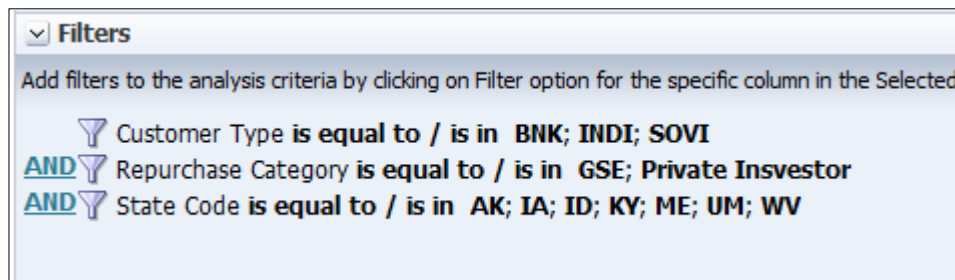 Filters
Add filters to the analysis criteria by clicking on Filter option for the specific column in the Selected
Customer Type is equal to / is in BNK; INDI; SOVI
AND Repurchase Category is equal to / is in GSE; Private Insvestor
AND State Code is equal to / is in AK; IA; ID; KY; ME; UM; WV